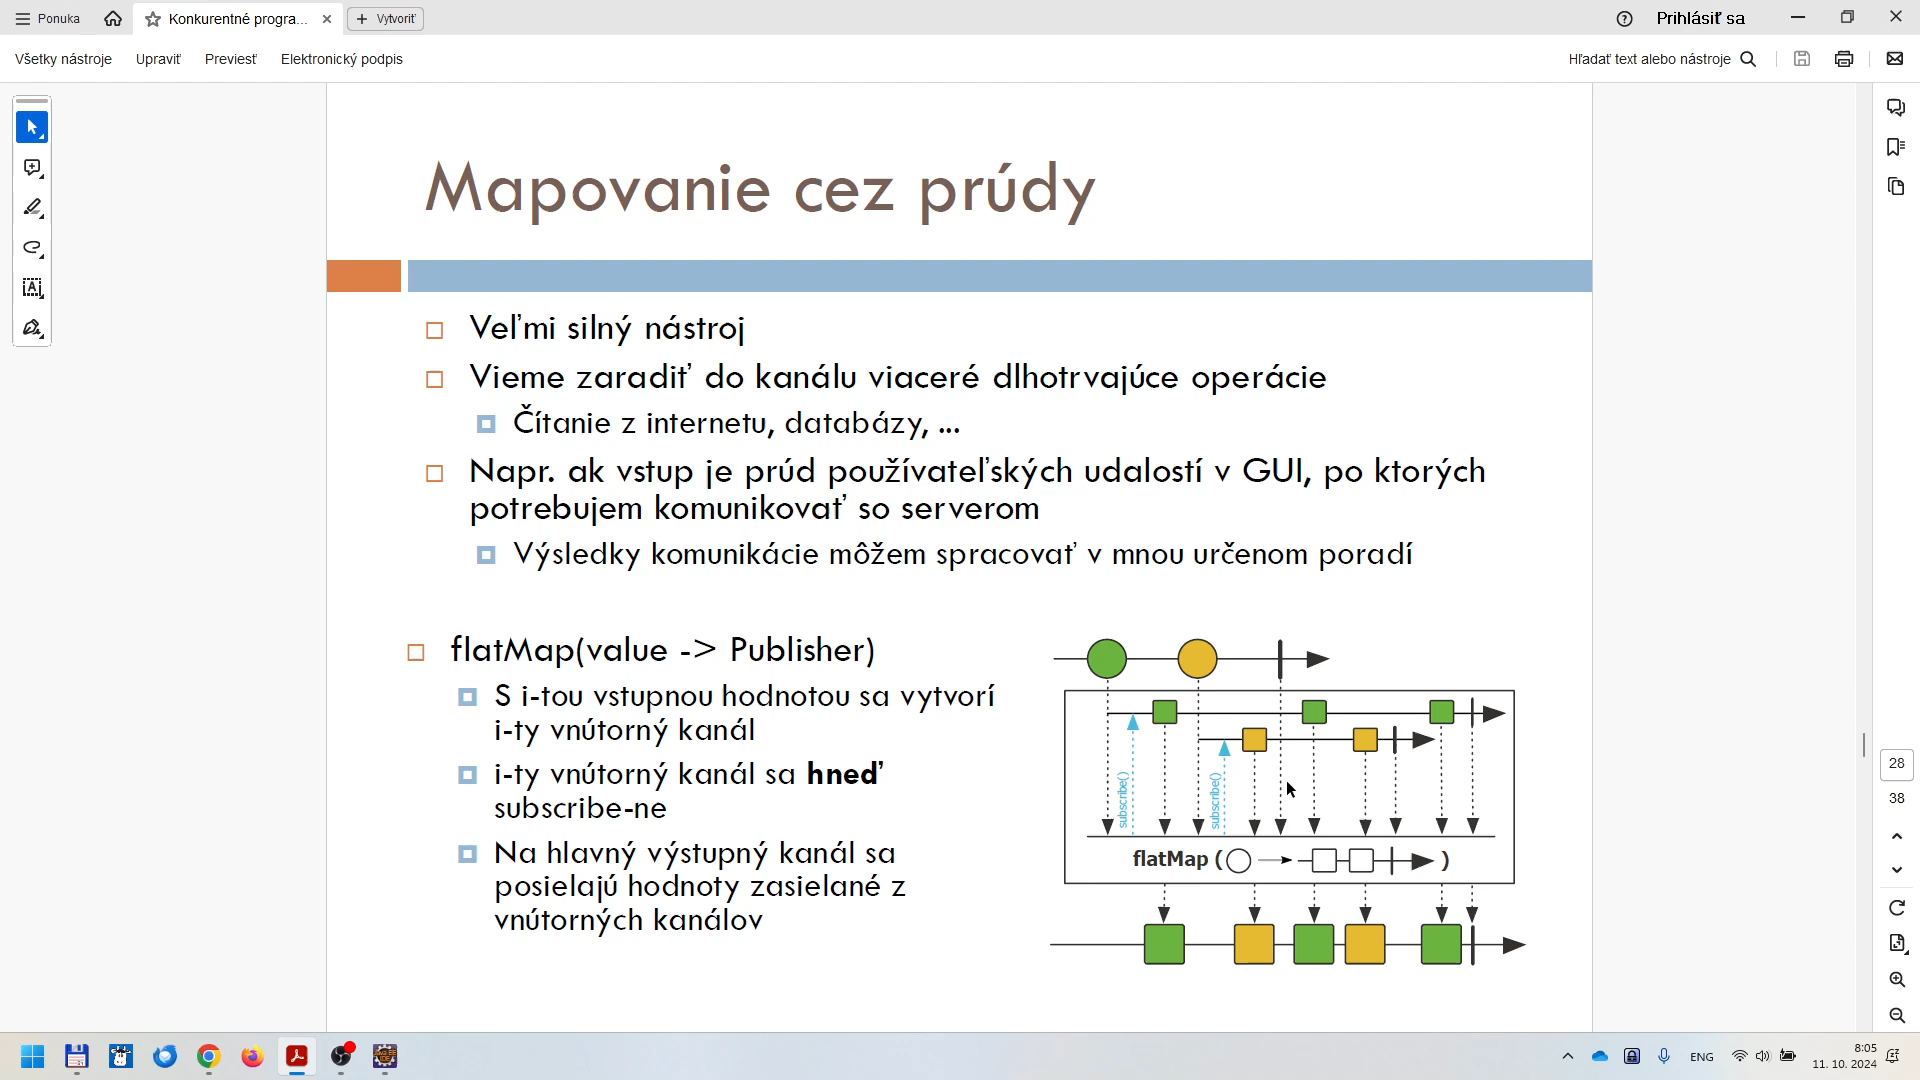 Ponuka
Konkurentné progra...
Vytvoriť
Prihlásiť sa
Všetky nástroje
Upraviť
Previesť
Elektronický podpis
Hľadať text alebo nástroje
Mapovanie cez prúdy
Veľmi silný nástroj
Vieme zaradiť do kanálu viaceré dlhotrvajúce operácie
Čítanie z internetu, databázy, ...
Napr. ak vstup je prúd používateľských udalostí v GUI, po ktorých
potrebujem komunikovať so serverom
Výsledky komunikácie môžem spracovať v mnou určenom poradí
flatMap(value -> Publisher)
S i-tou vstupnou hodnotou sa vytvorí
i-ty vnútorný kanál
i-ty vnútorný kanál sa hneď
subscribe-ne
Na hlavný výstupný kanál sa
posielajú hodnoty zasielané z
vnútorných kanálov
subscribe()
subscribe()
flatMap ( )
28
38
ENG
8:05
11. 10. 2024